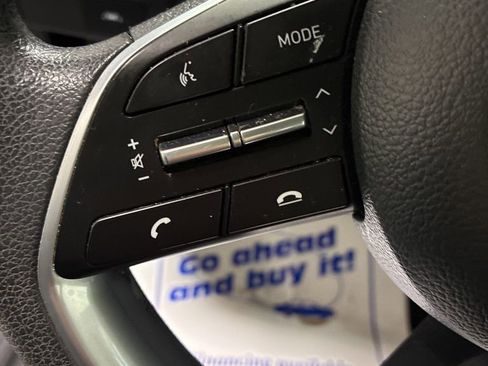 MODE
+
-
Go ahead
and buy it!